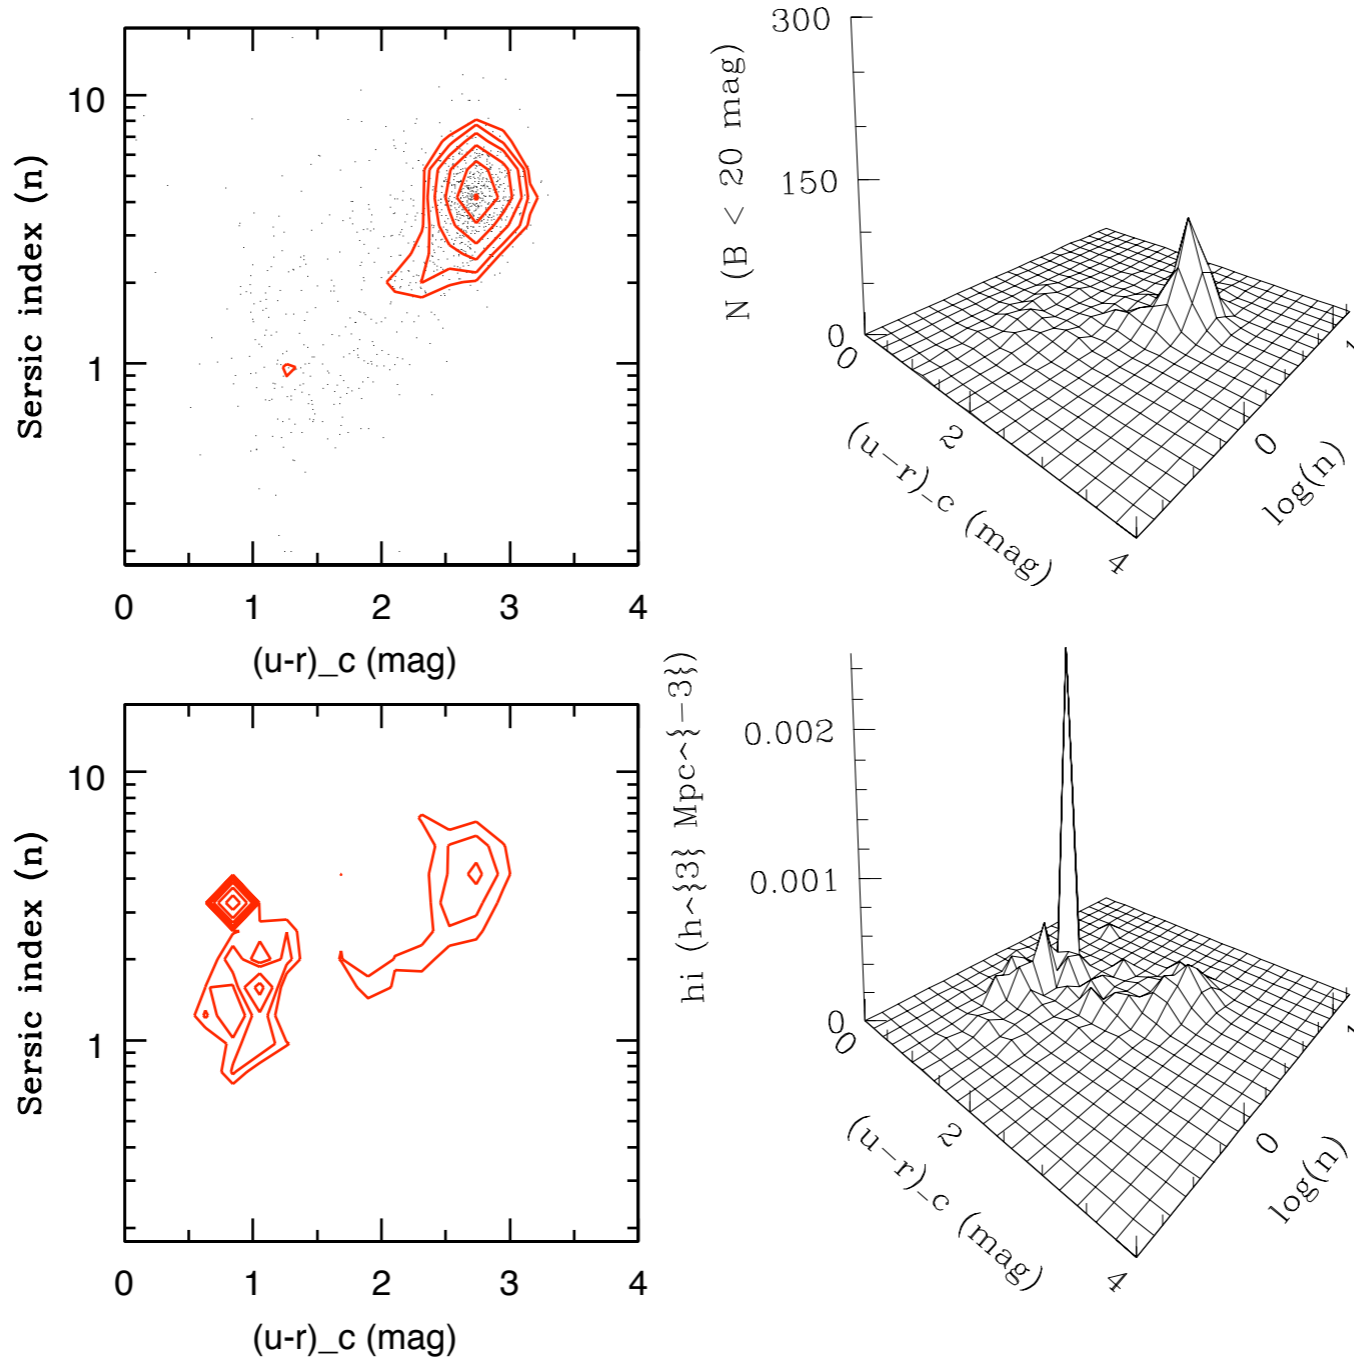 10
1
Sersic index (n)
0 1 2 3 4
(u-r)_c (mag)
300
150
0
N (B < 20 mag)
0
2
4
(u-r)_c (mag)
0
1
log(n)
10
1
Sersic index (n)
0 1 2 3 4
(u-r)_c (mag)
0.002
0.001
0
hi (h^{3} Mpc^{-3})
0
2
4
(u-r)_c (mag)
0
1
log(n)